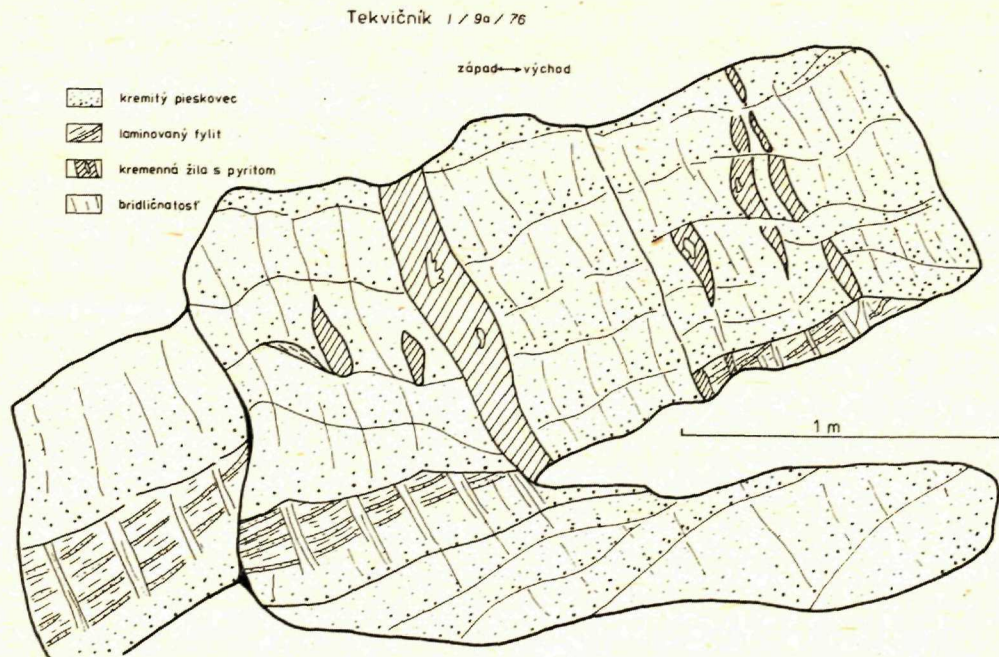 Tekvičník 1 / 9a / 76
západ ↔ východ
kremitý pieskovec
laminovaný fylit
kremenná žila s pyritom
bridličnatosť
1 m